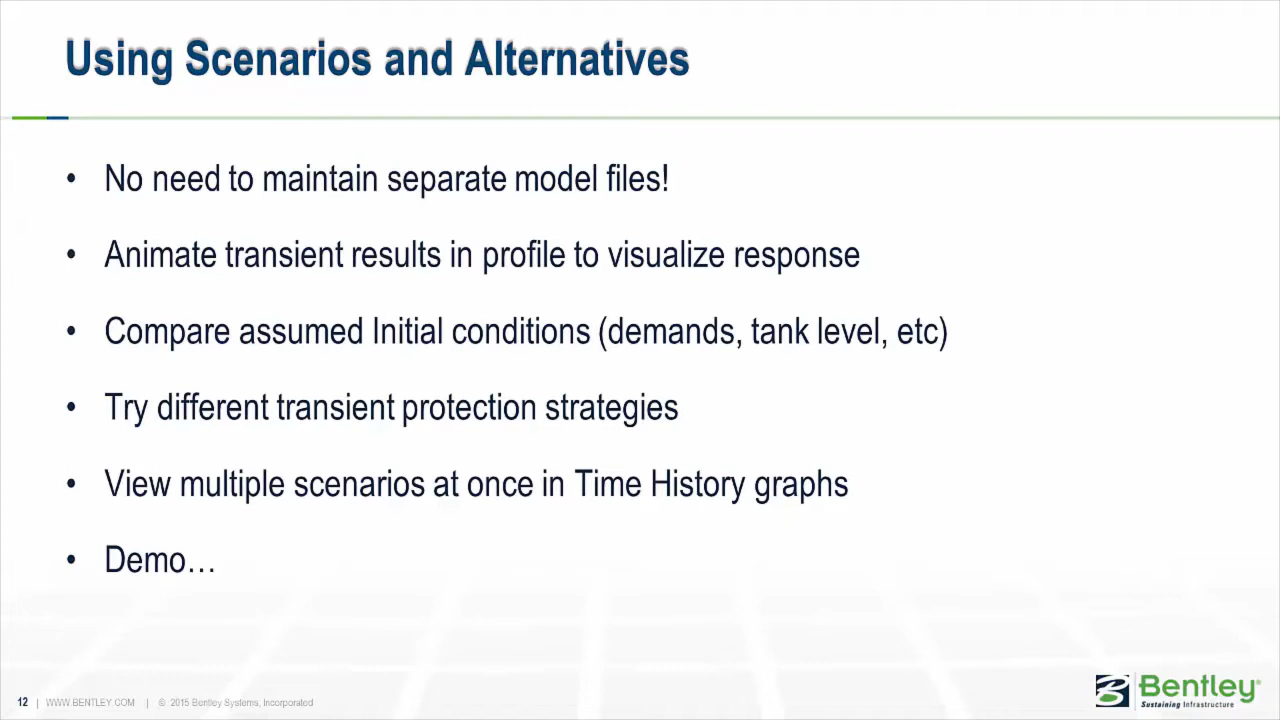 Using Scenarios and Alternatives
• No need to maintain separate model files!
• Animate transient results in profile to visualize response
• Compare assumed Initial conditions (demands, tank level, etc)
• Try different transient protection strategies
• View multiple scenarios at once in Time History graphs
• Demo…
12 | WWW.BENTLEY.COM | © 2015 Bentley Systems, Incorporated
Bentley®
Sustaining Infrastructure